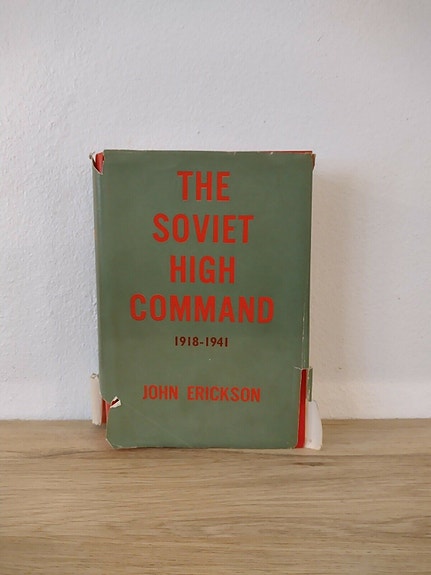 THE
SOVIET
HIGH
COMMAND
1918-1941
JOHN ERICKSON